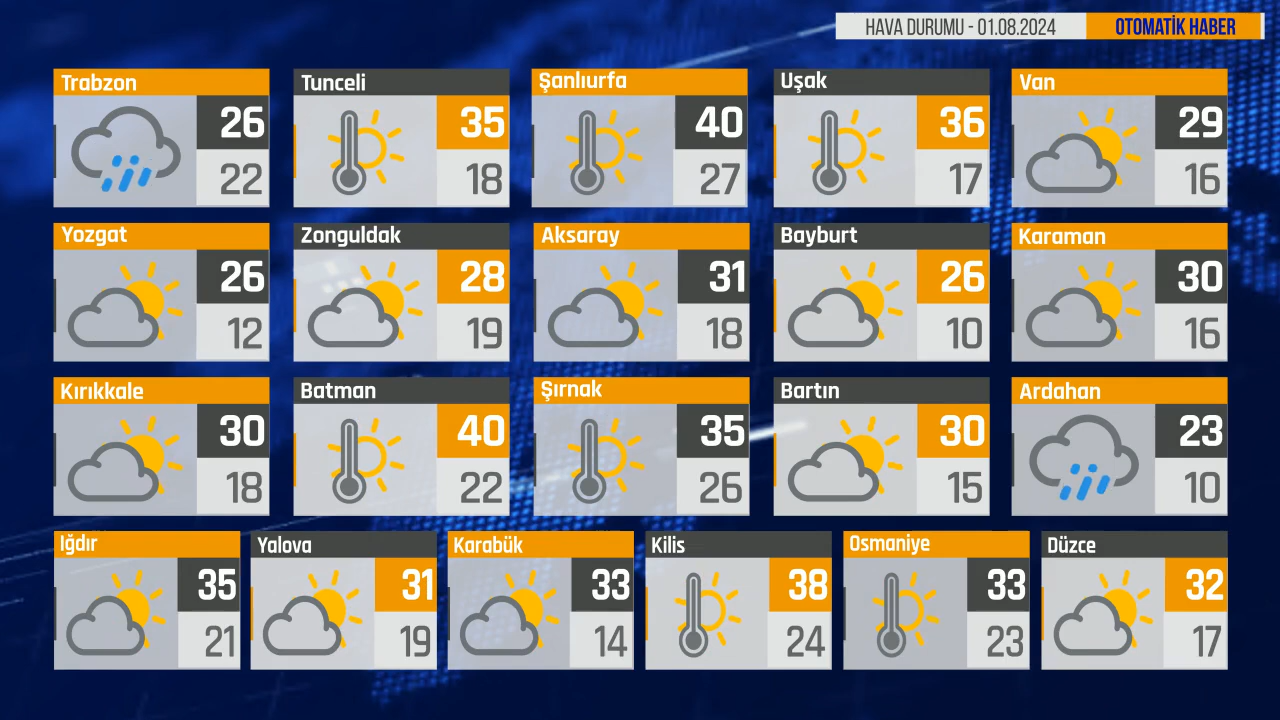 HAVA DURUMU - 01.08.2024 OTOMATİK HABER
Trabzon
26
22
Tunceli
35
18
Şanlıurfa
40
27
Uşak
36
17
Van
29
16
Yozgat
26
12
Zonguldak
28
19
Aksaray
31
18
Bayburt
26
10
Karaman
30
16
Kırıkkale
30
18
Batman
40
22
Şırnak
35
26
Bartın
30
15
Ardahan
23
10
Iğdır
35
21
Yalova
31
19
Karabük
33
14
Kilis
38
24
Osmaniye
33
23
Düzce
32
17